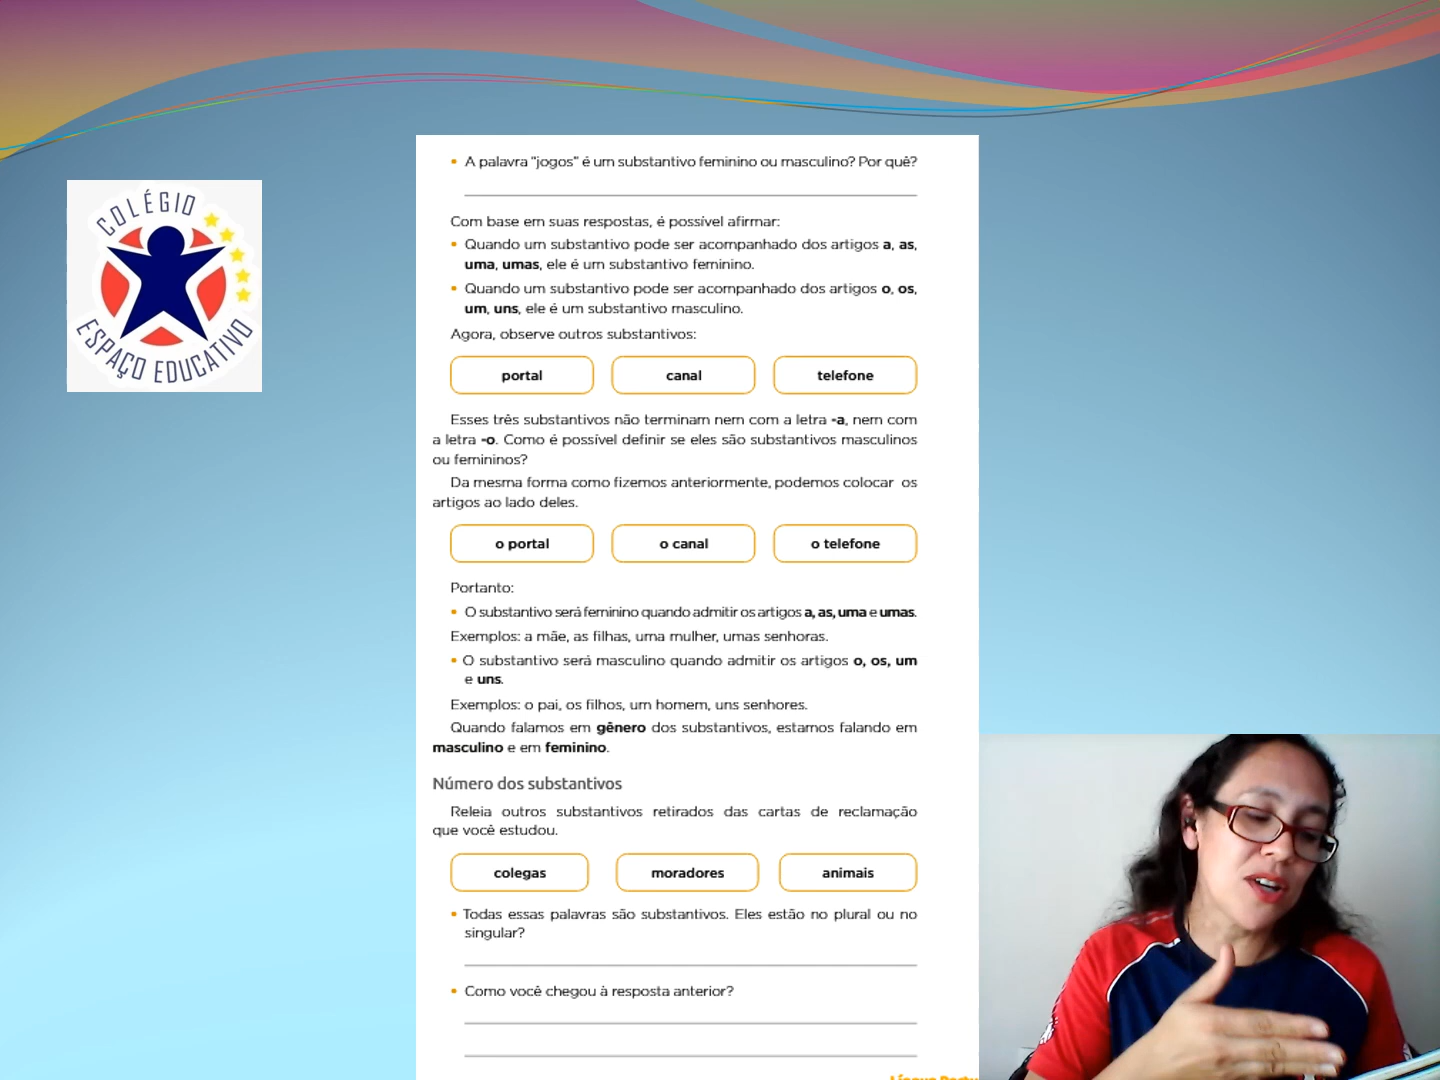 COLÉGIO
ESPAÇO EDUCATIVO
• A palavra "jogos" é um substantivo feminino ou masculino? Por quê?
Com base em suas respostas, é possível afirmar:
• Quando um substantivo pode ser acompanhado dos artigos a, as,
uma, umas, ele é um substantivo feminino.
• Quando um substantivo pode ser acompanhado dos artigos o, os,
um, uns, ele é um substantivo masculino.
Agora, observe outros substantivos:
portal canal telefone
Esses três substantivos não terminam nem com a letra -a, nem com
a letra -o. Como é possível definir se eles são substantivos masculinos
ou femininos?
Da mesma forma como fizemos anteriormente, podemos colocar os
artigos ao lado deles.
o portal o canal o telefone
Portanto:
• O substantivo será feminino quando admitir os artigos a, as, uma e umas.
Exemplos: a mãe, as filhas, uma mulher, umas senhoras.
• O substantivo será masculino quando admitir os artigos o, os, um
e uns.
Exemplos: o pai, os filhos, um homem, uns senhores.
Quando falamos em gênero dos substantivos, estamos falando em
masculino e em feminino.
Número dos substantivos
Releia outros substantivos retirados das cartas de reclamação
que você estudou.
colegas moradores animais
• Todas essas palavras são substantivos. Eles estão no plural ou no
singular?
• Como você chegou à resposta anterior?